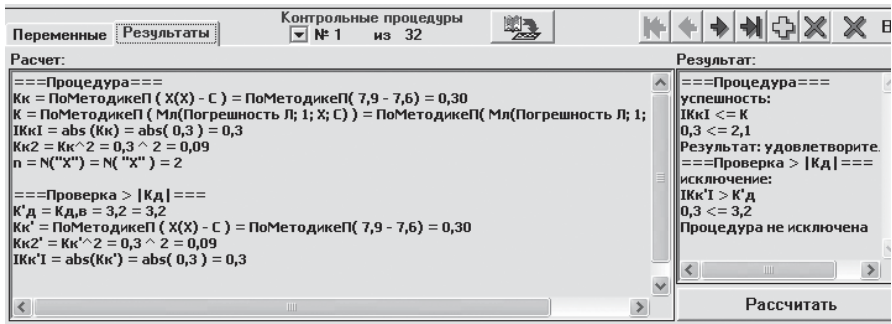 Контрольные процедуры
Переменные Результаты № 1 из 32
Расчет:
===Процедура===
Кк = ПоМетодикеП ( X(X) - C ) = ПоМетодикеП( 7,9 - 7,6) = 0,30
К = ПоМетодикеП ( Мл(Погрешность Л; 1; X; C) ) = ПоМетодикеП( Мл(Погрешность Л; 1;
IКкI = abs (Кк) = abs( 0,3 ) = 0,3
Кк2 = Кк^2 = 0,3 ^ 2 = 0,09
n = N("X") = N( "X" ) = 2
===Проверка > |Кд| ===
К'д = Кд,в = 3,2 = 3,2
Кк' = ПоМетодикеП ( X(X) - C ) = ПоМетодикеП( 7,9 - 7,6) = 0,30
Кк2' = Кк'^2 = 0,3 ^ 2 = 0,09
IКк'I = abs(Кк') = abs( 0,3 ) = 0,3
Результат:
===Процедура===
успешность:
IКкI <= К
0,3 <= 2,1
Результат: удовлетворите.
===Проверка > |Кд| ===
исключение:
IКк'I > К'д
0,3 <= 3,2
Процедура не исключена
Рассчитать